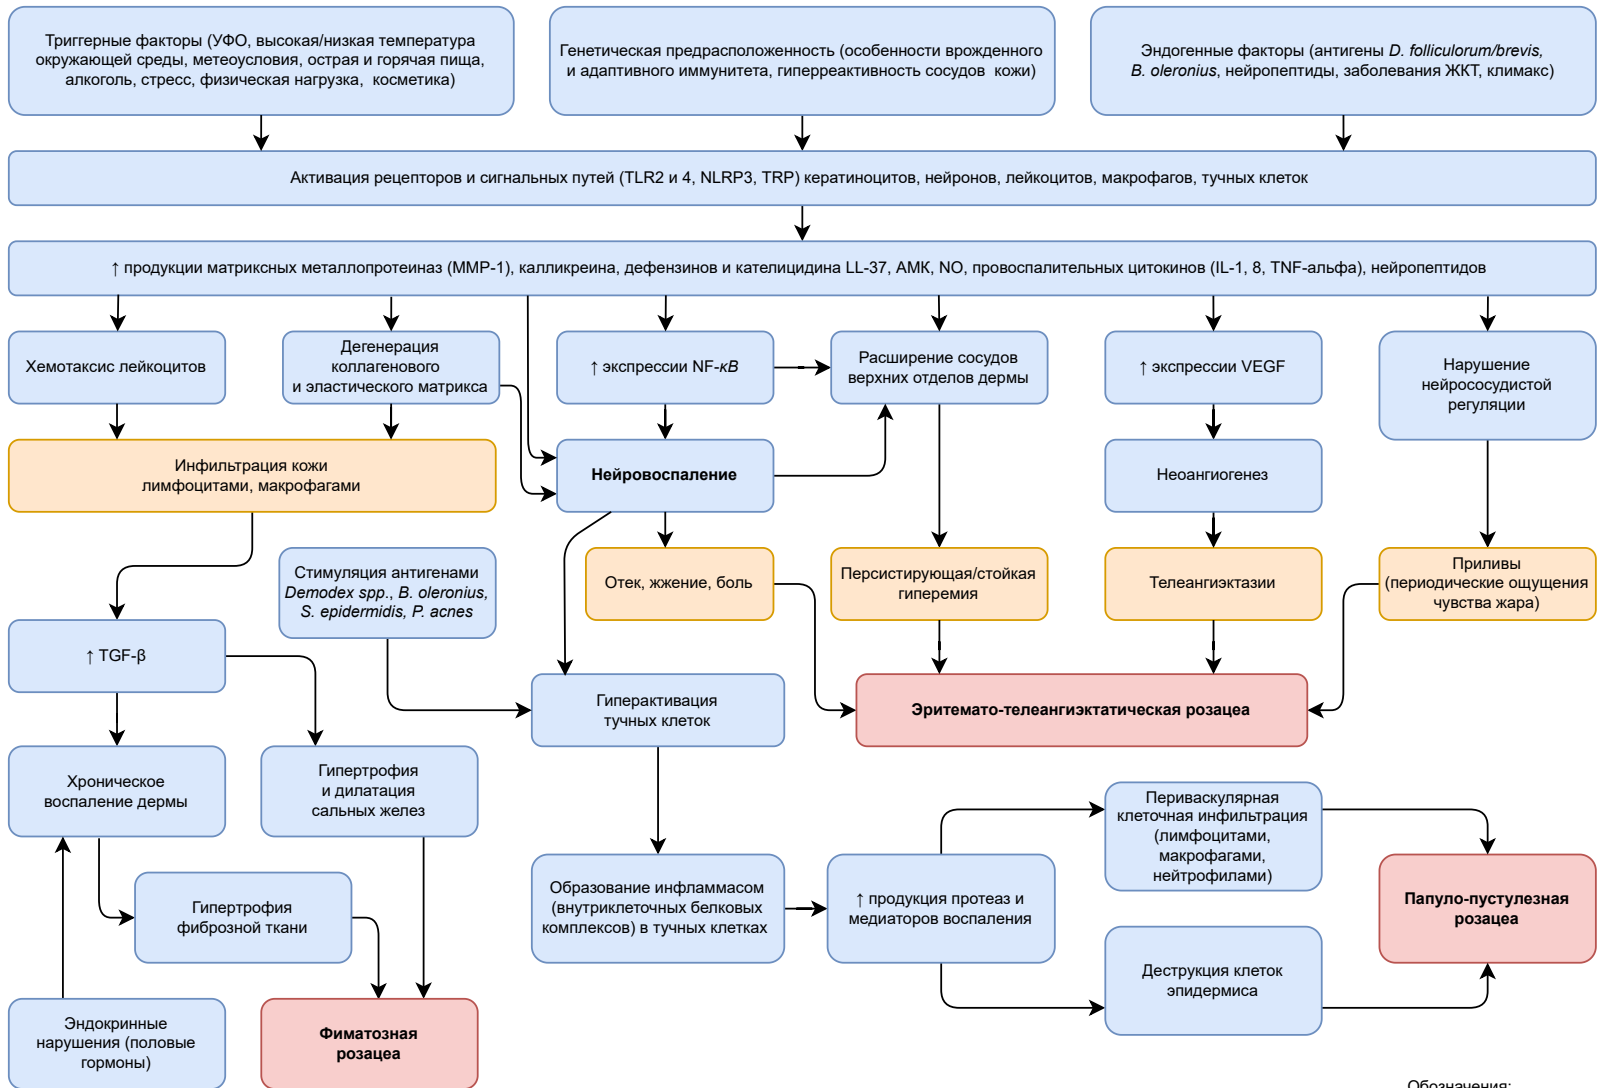 Триггерные факторы (УФО, высокая/низкая температура
окружающей среды, метеоусловия, острая и горячая пища,
алкоголь, стресс, физическая нагрузка, косметика)
Генетическая предрасположенность (особенности врожденного
и адаптивного иммунитета, гиперреактивность сосудов кожи)
Эндогенные факторы (антигены D. folliculorum/brevis,
B. oleronius, нейропептиды, заболевания ЖКТ, климакс)
Активация рецепторов и сигнальных путей (TLR2 и 4, NLRP3, TRP) кератиноцитов, нейронов, лейкоцитов, макрофагов, тучных клеток
↑ продукции матриксных металлопротеиназ (MMP-1), калликреина, дефензинов и кателицидина LL-37, АМК, NO, провоспалительных цитокинов (IL-1, 8, TNF-альфа), нейропептидов
Хемотаксис лейкоцитов
Дегенерация
коллагенового
и эластического матрикса
↑ экспрессии NF-κB
Расширение сосудов
верхних отделов дермы
↑ экспрессии VEGF
Нарушение
нейрососудистой
регуляции
Инфильтрация кожи
лимфоцитами, макрофагами
Нейровоспаление
Неоангиогенез
Стимуляция антигенами
Demodex spp., B. oleronius,
S. epidermidis, P. acnes
Отек, жжение, боль
Персистирующая/стойкая
гиперемия
Телеангиэктазии
Приливы
(периодические ощущения
чувства жара)
↑ TGF-β
Гиперактивация
тучных клеток
Эритемато-телеангиэктатическая розацеа
Хроническое
воспаление дермы
Гипертрофия
и дилатация
сальных желез
Периваскулярная
клеточная инфильтрация
(лимфоцитами,
макрофагами,
нейтрофилами)
Гипертрофия
фиброзной ткани
Образование инфламмасом
(внутриклеточных белковых
комплексов) в тучных клетках
↑ продукция протеаз и
медиаторов воспаления
Папуло-пустулезная
розацеа
Деструкция клеток
эпидермиса
Эндокринные
нарушения (половые
гормоны)
Фиматозная
розацеа
Обозначения: